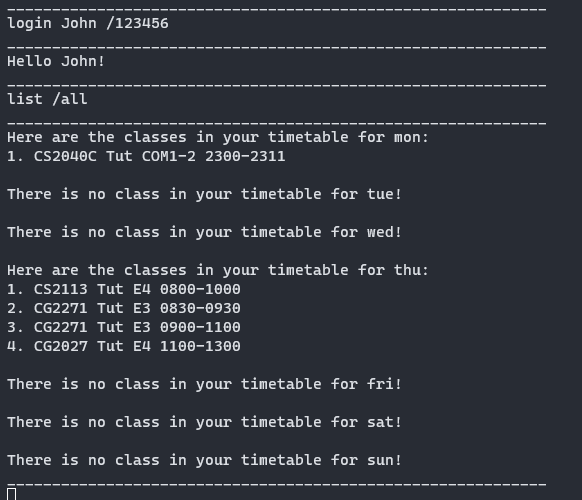 ____________________________________________________________
login John /123456
____________________________________________________________
Hello John!
____________________________________________________________
list /all
____________________________________________________________
Here are the classes in your timetable for mon:
1. CS2040C Tut COM1-2 2300-2311

There is no class in your timetable for tue!

There is no class in your timetable for wed!

Here are the classes in your timetable for thu:
1. CS2113 Tut E4 0800-1000
2. CG2271 Tut E3 0830-0930
3. CG2271 Tut E3 0900-1100
4. CG2027 Tut E4 1100-1300

There is no class in your timetable for fri!

There is no class in your timetable for sat!

There is no class in your timetable for sun!
____________________________________________________________